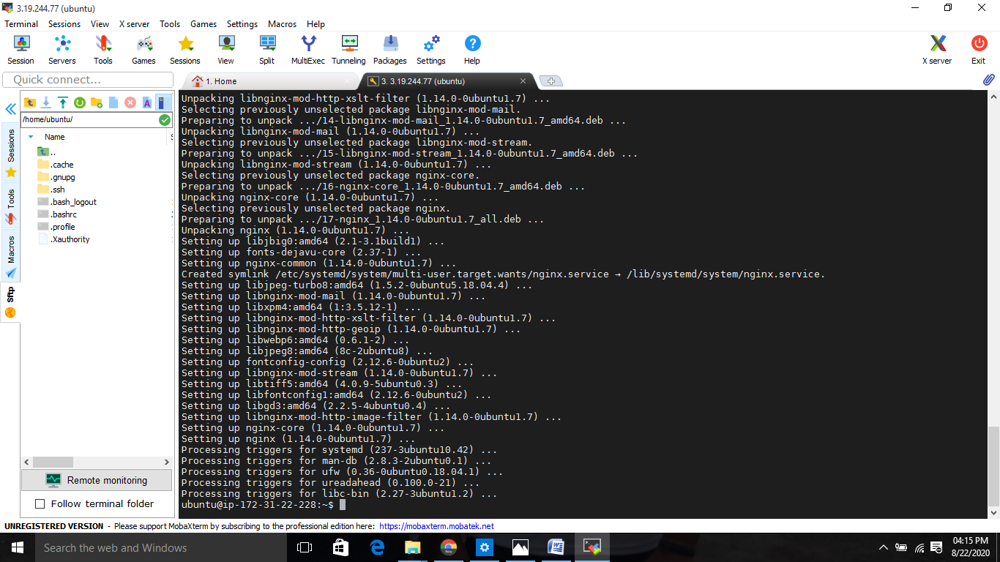 3.19.244.77 (ubuntu)
Terminal Sessions View X server Tools Games Settings Macros Help
Session Servers Tools Games Sessions View Split MultiExec Tunneling Packages Settings Help X server Exit
Quick connect...
1. Home
3. 3.19.244.77 (ubuntu)
/home/ubuntu/
Name
..
.cache
.gnupg
.ssh
.bash_logout
.bashrc
.profile
.Xauthority
Sessions
Tools
Macros
Sftp
Remote monitoring
Follow terminal folder
Unpacking libnginx-mod-http-xslt-filter (1.14.0-0ubuntu1.7) ...
Selecting previously unselected package libnginx-mod-mail.
Preparing to unpack .../14-libnginx-mod-mail_1.14.0-0ubuntu1.7_amd64.deb ...
Unpacking libnginx-mod-mail (1.14.0-0ubuntu1.7) ...
Selecting previously unselected package libnginx-mod-stream.
Preparing to unpack .../15-libnginx-mod-stream_1.14.0-0ubuntu1.7_amd64.deb ...
Unpacking libnginx-mod-stream (1.14.0-0ubuntu1.7) ...
Selecting previously unselected package nginx-core.
Preparing to unpack .../16-nginx-core_1.14.0-0ubuntu1.7_amd64.deb ...
Unpacking nginx-core (1.14.0-0ubuntu1.7) ...
Selecting previously unselected package nginx.
Preparing to unpack .../17-nginx_1.14.0-0ubuntu1.7_all.deb ...
Unpacking nginx (1.14.0-0ubuntu1.7) ...
Setting up libjbig0:amd64 (2.1-3.1build1) ...
Setting up fonts-dejavu-core (2.37-1) ...
Setting up nginx-common (1.14.0-0ubuntu1.7) ...
Created symlink /etc/systemd/system/multi-user.target.wants/nginx.service → /lib/systemd/system/nginx.service.
Setting up libjpeg-turbo8:amd64 (1.5.2-0ubuntu5.18.04.4) ...
Setting up libnginx-mod-mail (1.14.0-0ubuntu1.7) ...
Setting up libxpm4:amd64 (1:3.5.12-1) ...
Setting up libnginx-mod-http-xslt-filter (1.14.0-0ubuntu1.7) ...
Setting up libnginx-mod-http-geoip (1.14.0-0ubuntu1.7) ...
Setting up libwebp6:amd64 (0.6.1-2) ...
Setting up libjpeg8:amd64 (8c-2ubuntu8) ...
Setting up fontconfig-config (2.12.6-0ubuntu2) ...
Setting up libnginx-mod-stream (1.14.0-0ubuntu1.7) ...
Setting up libtiff5:amd64 (4.0.9-5ubuntu0.3) ...
Setting up libfontconfig1:amd64 (2.12.6-0ubuntu2) ...
Setting up libgd3:amd64 (2.2.5-4ubuntu0.4) ...
Setting up libnginx-mod-http-image-filter (1.14.0-0ubuntu1.7) ...
Setting up nginx-core (1.14.0-0ubuntu1.7) ...
Setting up nginx (1.14.0-0ubuntu1.7) ...
Processing triggers for systemd (237-3ubuntu10.42) ...
Processing triggers for man-db (2.8.3-2ubuntu0.1) ...
Processing triggers for ufw (0.36-0ubuntu0.18.04.1) ...
Processing triggers for ureadahead (0.100.0-21) ...
Processing triggers for libc-bin (2.27-3ubuntu1.2) ...
ubuntu@ip-172-31-22-228:~$
UNREGISTERED VERSION - Please support MobaXterm by subscribing to the professional edition here: https://mobaxterm.mobatek.net
Search the web and Windows
04:15 PM
8/22/2020